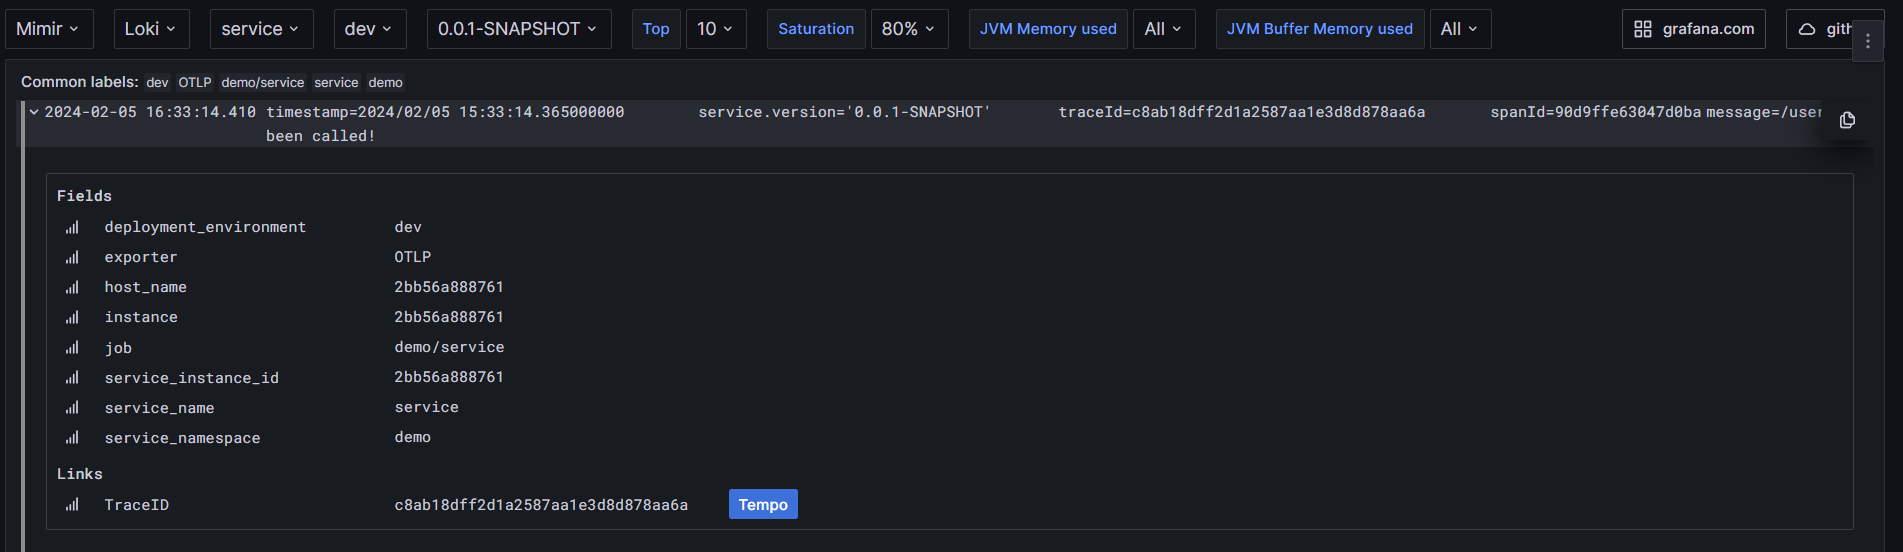 Mimir Loki service dev 0.0.1-SNAPSHOT Top 10 Saturation 80% JVM Memory used All JVM Buffer Memory used All grafana.com gith
Common labels: dev OTLP demo/service service demo
2024-02-05 16:33:14.410 timestamp=2024/02/05 15:33:14.365000000 service.version='0.0.1-SNAPSHOT' traceId=c8ab18dff2d1a2587aa1e3d8d878aa6a spanId=90d9ffe63047d0ba message=/user
been called!
Fields
deployment_environment dev
exporter OTLP
host_name 2bb56a888761
instance 2bb56a888761
job demo/service
service_instance_id 2bb56a888761
service_name service
service_namespace demo
Links
TraceID c8ab18dff2d1a2587aa1e3d8d878aa6a Tempo